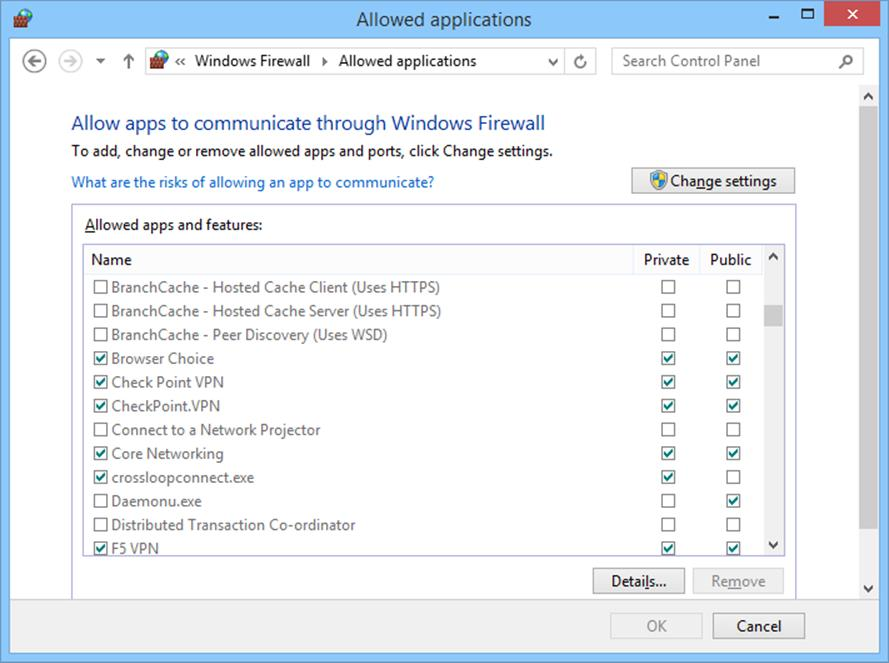 Allowed applications
« Windows Firewall Allowed applications Search Control Panel
Allow apps to communicate through Windows Firewall
To add, change or remove allowed apps and ports, click Change settings.
What are the risks of allowing an app to communicate? Change settings
Allowed apps and features:
Name Private Public
BranchCache - Hosted Cache Client (Uses HTTPS)
BranchCache - Hosted Cache Server (Uses HTTPS)
BranchCache - Peer Discovery (Uses WSD)
Browser Choice
Check Point VPN
CheckPoint.VPN
Connect to a Network Projector
Core Networking
crossloopconnect.exe
Daemonu.exe
Distributed Transaction Co-ordinator
F5 VPN
Details... Remove
OK Cancel